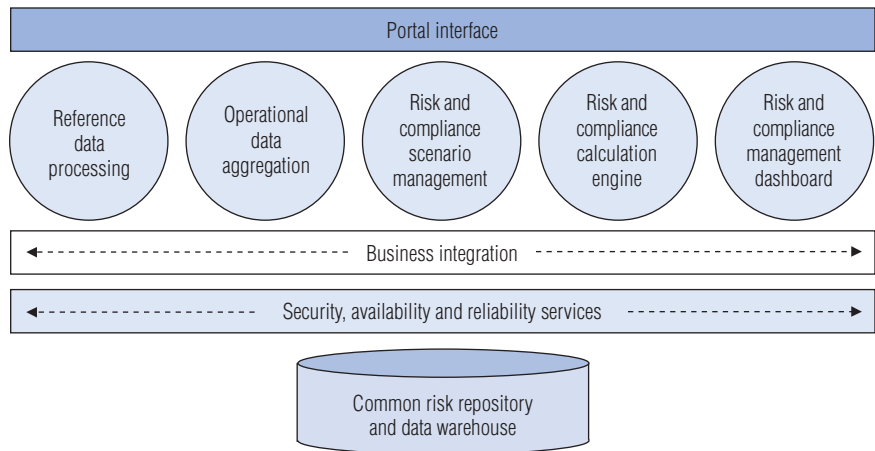 Portal interface
Reference
data
processing
Operational
data
aggregation
Risk and
compliance
scenario
management
Risk and
compliance
calculation
engine
Risk and
compliance
management
dashboard
Business integration
Security, availability and reliability services
Common risk repository
and data warehouse